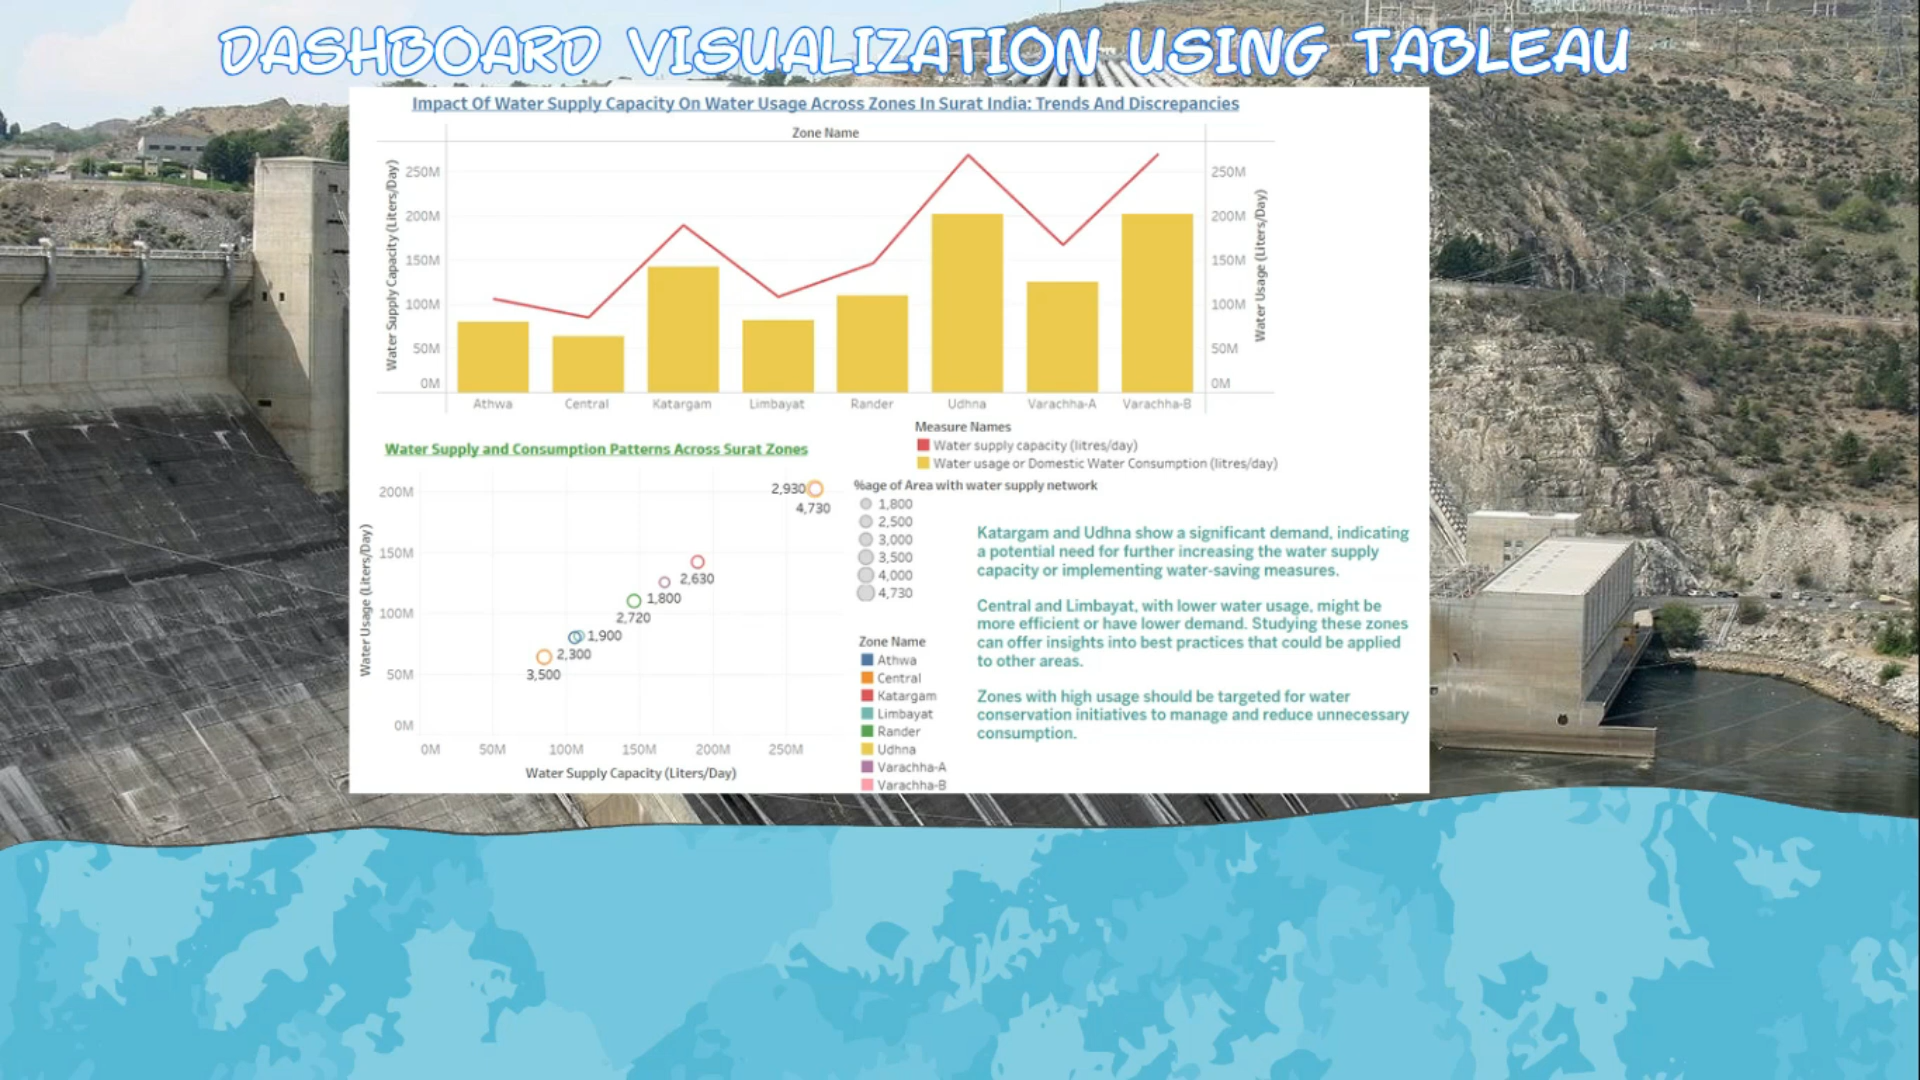 DASHBOARD VISUALIZATION USING TABLEAU
Impact Of Water Supply Capacity On Water Usage Across Zones In Surat India: Trends And Discrepancies
Zone Name
Water Supply Capacity (Liters/Day)
250M
200M
150M
100M
50M
0M
250M
200M
150M
100M
50M
0M
Water Usage (Liters/Day)
Athwa Central Katargam Limbayat Rander Udhna Varachha-A Varachha-B
Measure Names
Water supply capacity (litres/day)
Water usage or Domestic Water Consumption (litres/day)
Water Supply and Consumption Patterns Across Surat Zones
Water Usage (Liters/Day)
200M
150M
100M
50M
0M
2,930
4,730
2,630
1,800
2,720
1,900
2,300
3,500
0M 50M 100M 150M 200M 250M
Water Supply Capacity (Liters/Day)
%age of Area with water supply network
1,800
2,500
3,000
3,500
4,000
4,730
Zone Name
Athwa
Central
Katargam
Limbayat
Rander
Udhna
Varachha-A
Varachha-B
Katargam and Udhna show a significant demand, indicating
a potential need for further increasing the water supply
capacity or implementing water-saving measures.
Central and Limbayat, with lower water usage, might be
more efficient or have lower demand. Studying these zones
can offer insights into best practices that could be applied
to other areas.
Zones with high usage should be targeted for water
conservation initiatives to manage and reduce unnecessary
consumption.